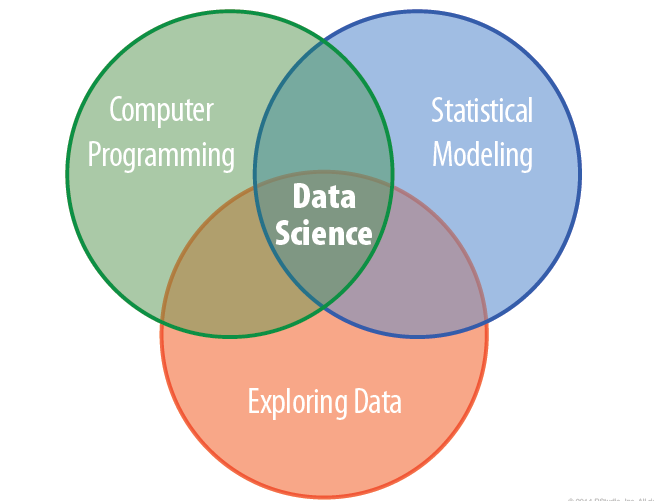 Computer
Programming
Statistical
Modeling
Data
Science
Exploring Data